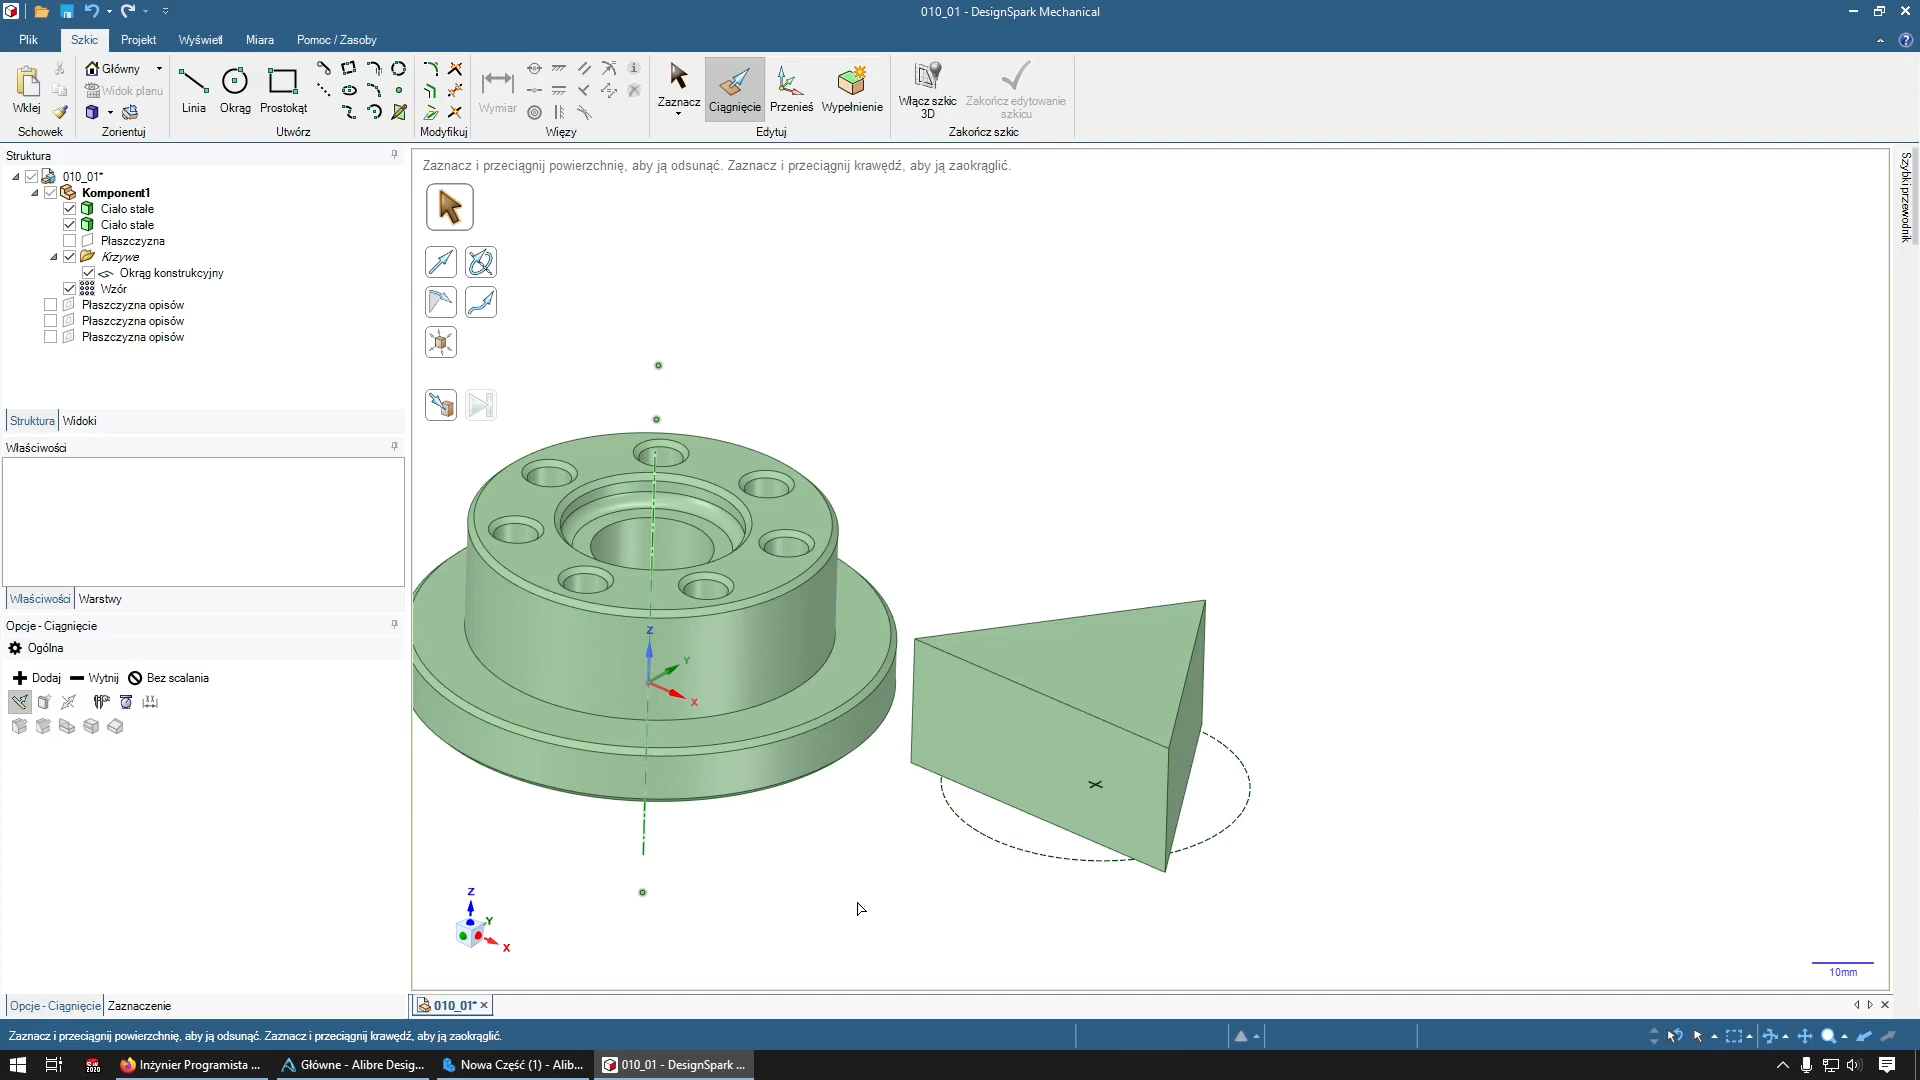 010_01 - DesignSpark Mechanical
Plik
Szkic
Projekt
Wyświetl
Miara
Pomoc / Zasoby
Wklej
Główny
Widok planu
Linia
Okrąg
Prostokąt
Wymiar
Zaznacz
Ciągnięcie
Przenieś
Wypełnienie
Włącz szkic 3D
Zakończ edytowanie szkicu
Schowek
Zorientuj
Utwórz
Modyfikuj
Więzy
Edytuj
Zakończ szkic
Struktura
010_01*
Komponent1
Ciało stałe
Ciało stałe
Płaszczyzna
Krzywe
Okrąg konstrukcyjny
Wzór
Płaszczyzna opisów
Płaszczyzna opisów
Płaszczyzna opisów
Struktura
Widoki
Właściwości
Właściwości
Warstwy
Opcje - Ciągnięcie
Ogólna
Dodaj
Wytnij
Bez scalania
Opcje - Ciągnięcie
Zaznaczenie
Zaznacz i przeciągnij powierzchnię, aby ją odsunąć. Zaznacz i przeciągnij krawędź, aby ją zaokrąglić.
Szybki przewodnik
Z
Y
X
Z
Y
X
10mm
010_01*
Zaznacz i przeciągnij powierzchnię, aby ją odsunąć. Zaznacz i przeciągnij krawędź, aby ją zaokrąglić.
2020
Inżynier Programista ...
Główne - Alibre Desig...
Nowa Część (1) - Alib...
010_01 - DesignSpark ...